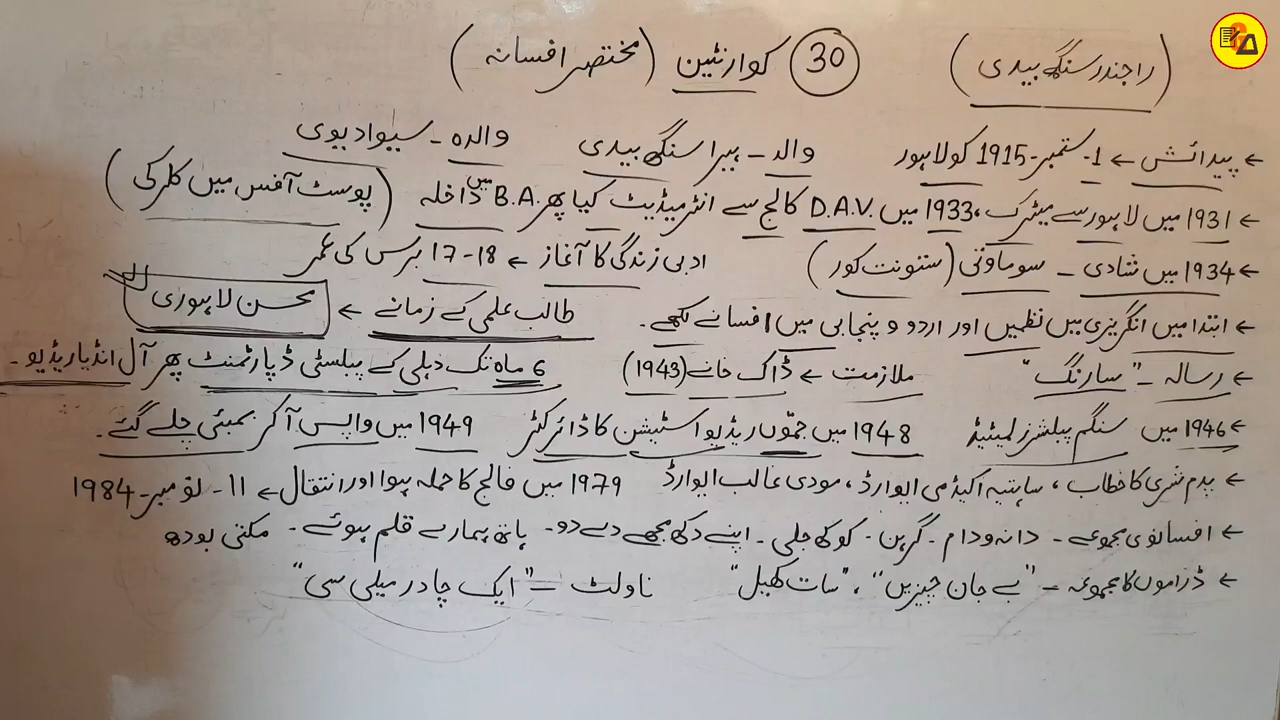 (راجندر سنگھ بیدی) 30 کوارنٹین (مختصر افسانہ)
← پیدائش ← 1- ستمبر- 1915 کو لاہور والد - ہیرا سنگھ بیدی والدہ - سیوا دیوی
← 1931 میں لاہور سے میٹرک، 1933 میں D.A.V. کالج سے انٹرمیڈیٹ کیا پھر B.A. میں داخلہ (پوسٹ آفس میں کلرکی)
← 1934 میں شادی - سوماوتی (ستونت کور) ادبی زندگی کا آغاز ← 18-17 برس کی عمر
← ابتدا میں انگریزی میں نظمیں اور اردو و پنجابی میں افسانے لکھے۔ طالب علمی کے زمانے ← محسن لاہوری
← رسالہ - "سارنگ" ملازمت ← ڈاک خانے (1943) 6 ماہ تک دہلی کے پبلسٹی ڈپارٹمنٹ پھر آل انڈیا ریڈیو۔
← 1946 میں سنگم پبلشرز لمیٹیڈ 1948 میں جمّوں ریڈیو اسٹیشن کا ڈائرکٹر 1949 میں واپس آکر بمبئی چلے گئے۔
← پدم شری کا خطاب، ساہتیہ اکیڈمی ایوارڈ، مودی غالب ایوارڈ 1979 میں فالج کا حملہ ہوا اور انتقال ← 11- نومبر- 1984
← افسانوی مجموعے - دانہ و دام - گرہن - کوکھ جلی - اپنے دکھ مجھے دے دو - ہاتھ ہمارے قلم ہوئے - مکتی بودھ
← ڈراموں کا مجموعہ - "بے جان چیزیں"، "سات کھیل" ناولٹ - "ایک چادر میلی سی"